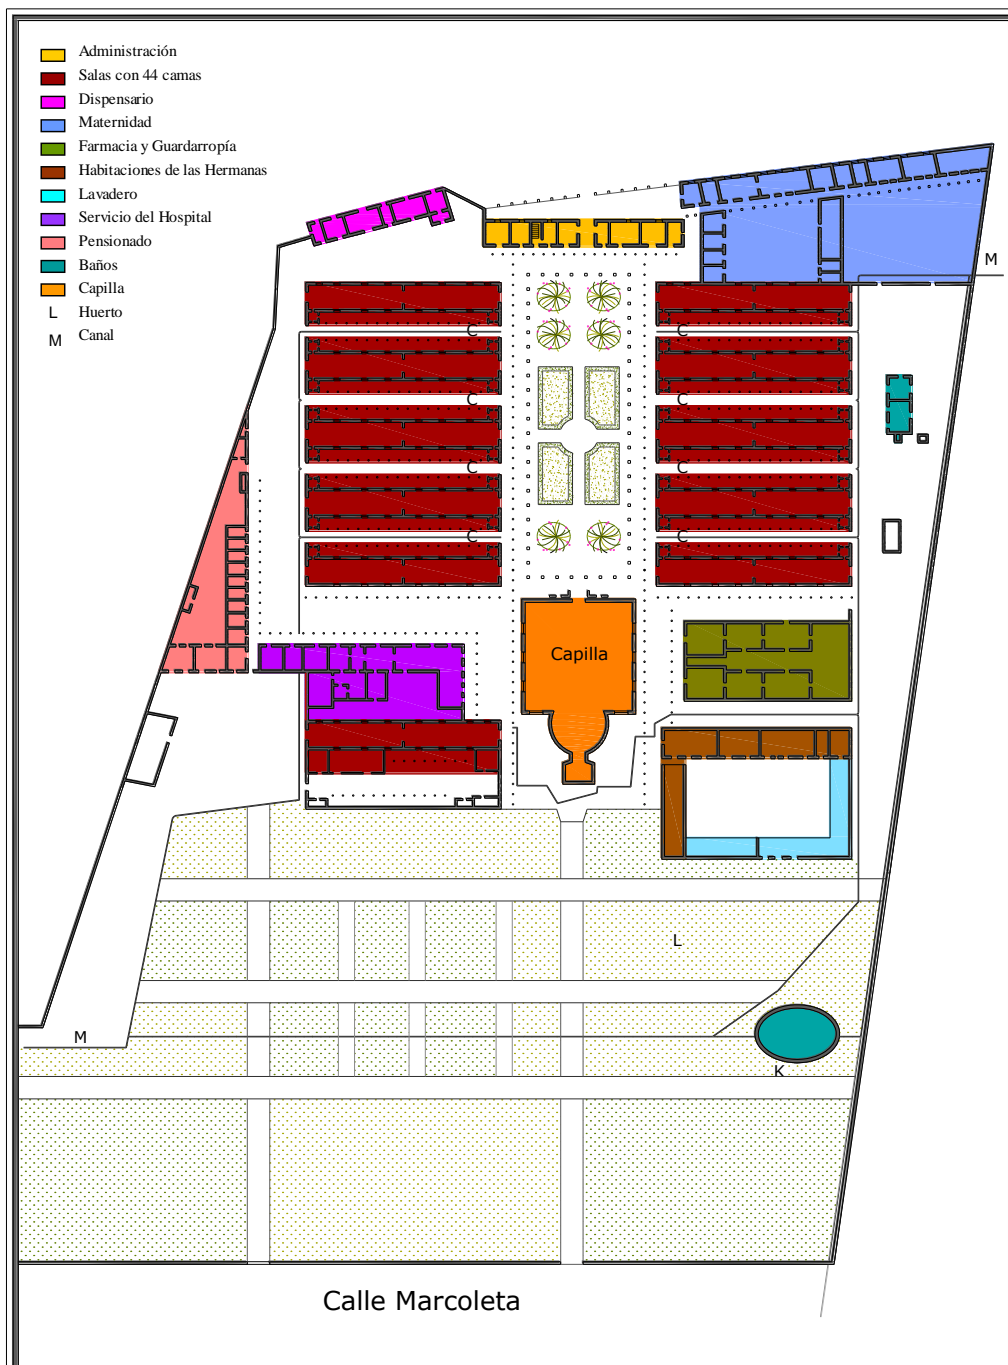 Administración
Salas con 44 camas
Dispensario
Maternidad
Farmacia y Guardarropía
Habitaciones de las Hermanas
Lavadero
Servicio del Hospital
Pensionado
Baños
Capilla
L Huerto
M Canal
M
C C
C C
C C
C C
Capilla
L
M
K
Calle Marcoleta